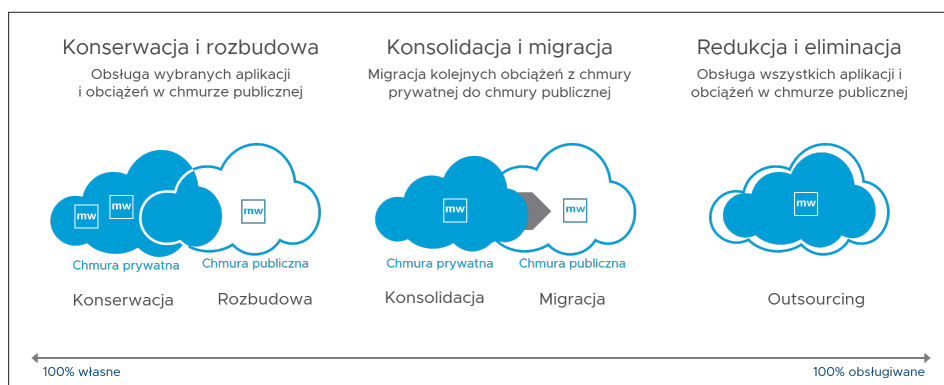 Konserwacja i rozbudowa
Obsługa wybranych aplikacji
i obciążeń w chmurze publicznej
Konsolidacja i migracja
Migracja kolejnych obciążeń z chmury
prywatnej do chmury publicznej
Redukcja i eliminacja
Obsługa wszystkich aplikacji i
obciążeń w chmurze publicznej
mw
mw
mw
mw
mw
mw
Chmura prywatna
Chmura publiczna
Chmura prywatna
Chmura publiczna
Konserwacja
Rozbudowa
Konsolidacja
Migracja
Outsourcing
100% własne
100% obsługiwane